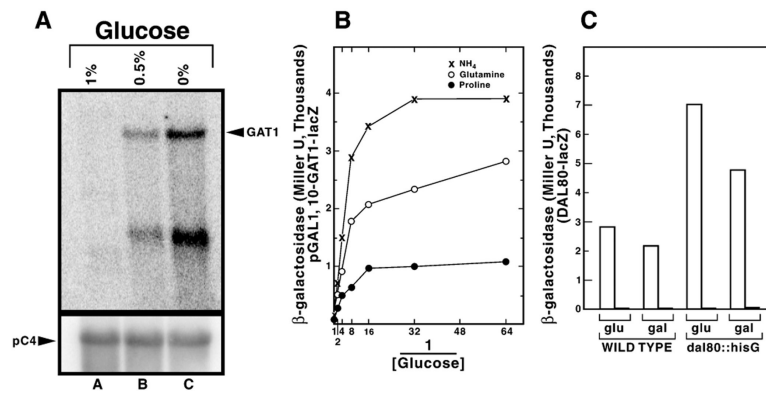 A
Glucose
1%
0.5%
0%
GAT1
pC4
A B C
B
β-galactosidase (Miller U, Thousands)
pGAL1, 10-GAT1-lacZ
x NH4
Glutamine
Proline
4
3
2
1
1 4 8 16 32 48 64
2
1
[Glucose]
C
β-galactosidase (Miller U, Thousands)
(DAL80-lacZ)
8
7
6
5
4
3
2
1
0
glu gal glu gal
WILD TYPE dal80::hisG